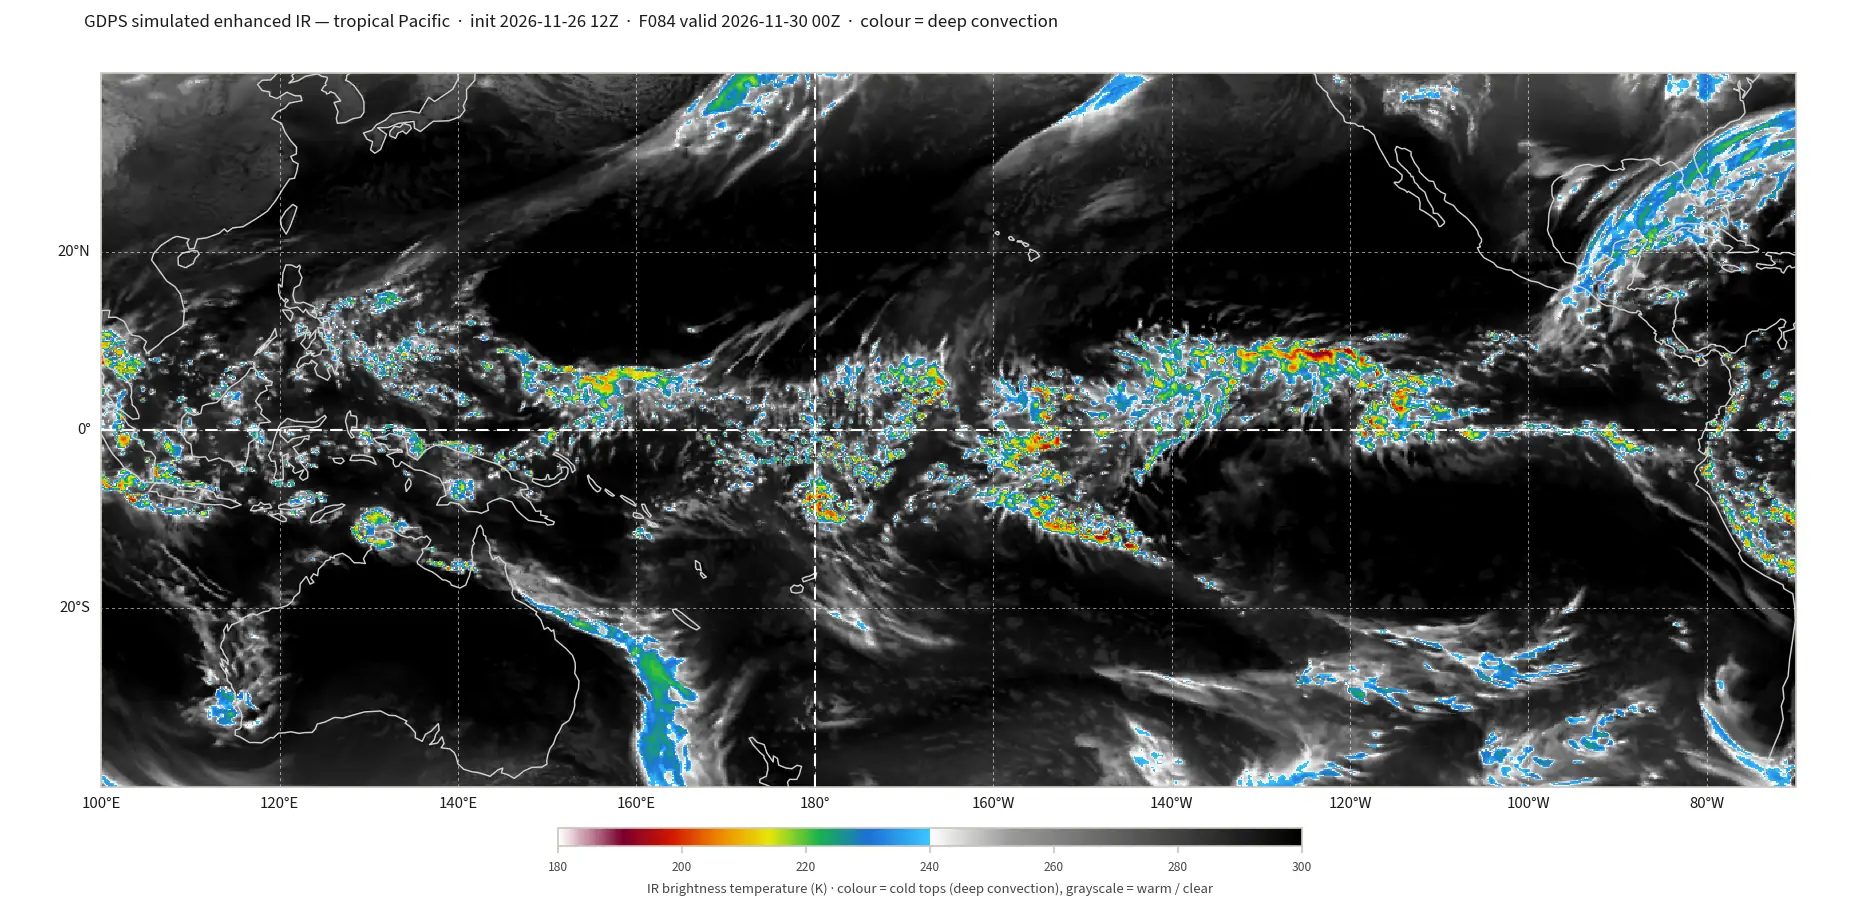 GDPS simulated enhanced IR — tropical Pacific · init 2026-11-26 12Z · F084 valid 2026-11-30 00Z · colour = deep convection
20°N
0°
20°S
100°E 120°E 140°E 160°E 180° 160°W 140°W 120°W 100°W 80°W
180 200 220 240 260 280 300
IR brightness temperature (K) · colour = cold tops (deep convection), grayscale = warm / clear